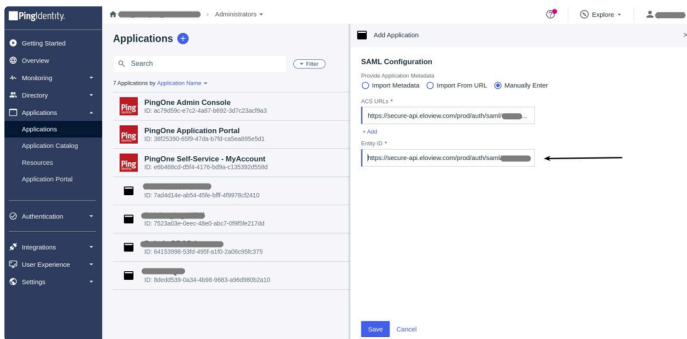 PingIdentity.
Administrators
Explore
Getting Started
Overview
Monitoring
Directory
Applications
Applications
Application Catalog
Resources
Application Portal
Authentication
Integrations
User Experience
Settings
Applications
Search
Filter
7 Applications by Application Name
Ping
PingOne Admin Console
ID: ac79d59c-e7c2-4a67-b692-3d7c23acf9a3
Ping
PingOne Application Portal
ID: 38f25390-65f9-47da-b7fd-ca5ea895e5d1
Ping
PingOne Self-Service - MyAccount
ID: e6b468cd-d5f4-4176-bd9a-c135392d558d
ID: 7ad4d14e-ab54-45fe-bfff-4f9978cf2410
ID: 7523a03e-0eec-48e0-abc7-0f9f5fe217dd
ID: 64153998-53fd-495f-a1f0-2a06c95fc375
ID: 8dedd539-0a34-4b98-9683-a96d980b2a10
Add Application
SAML Configuration
Provide Application Metadata
Import Metadata Import From URL Manually Enter
ACS URLs *
https://secure-api.eloview.com/prod/auth/saml/ ...
+ Add
Entity ID *
https://secure-api.eloview.com/prod/auth/saml/
Save Cancel